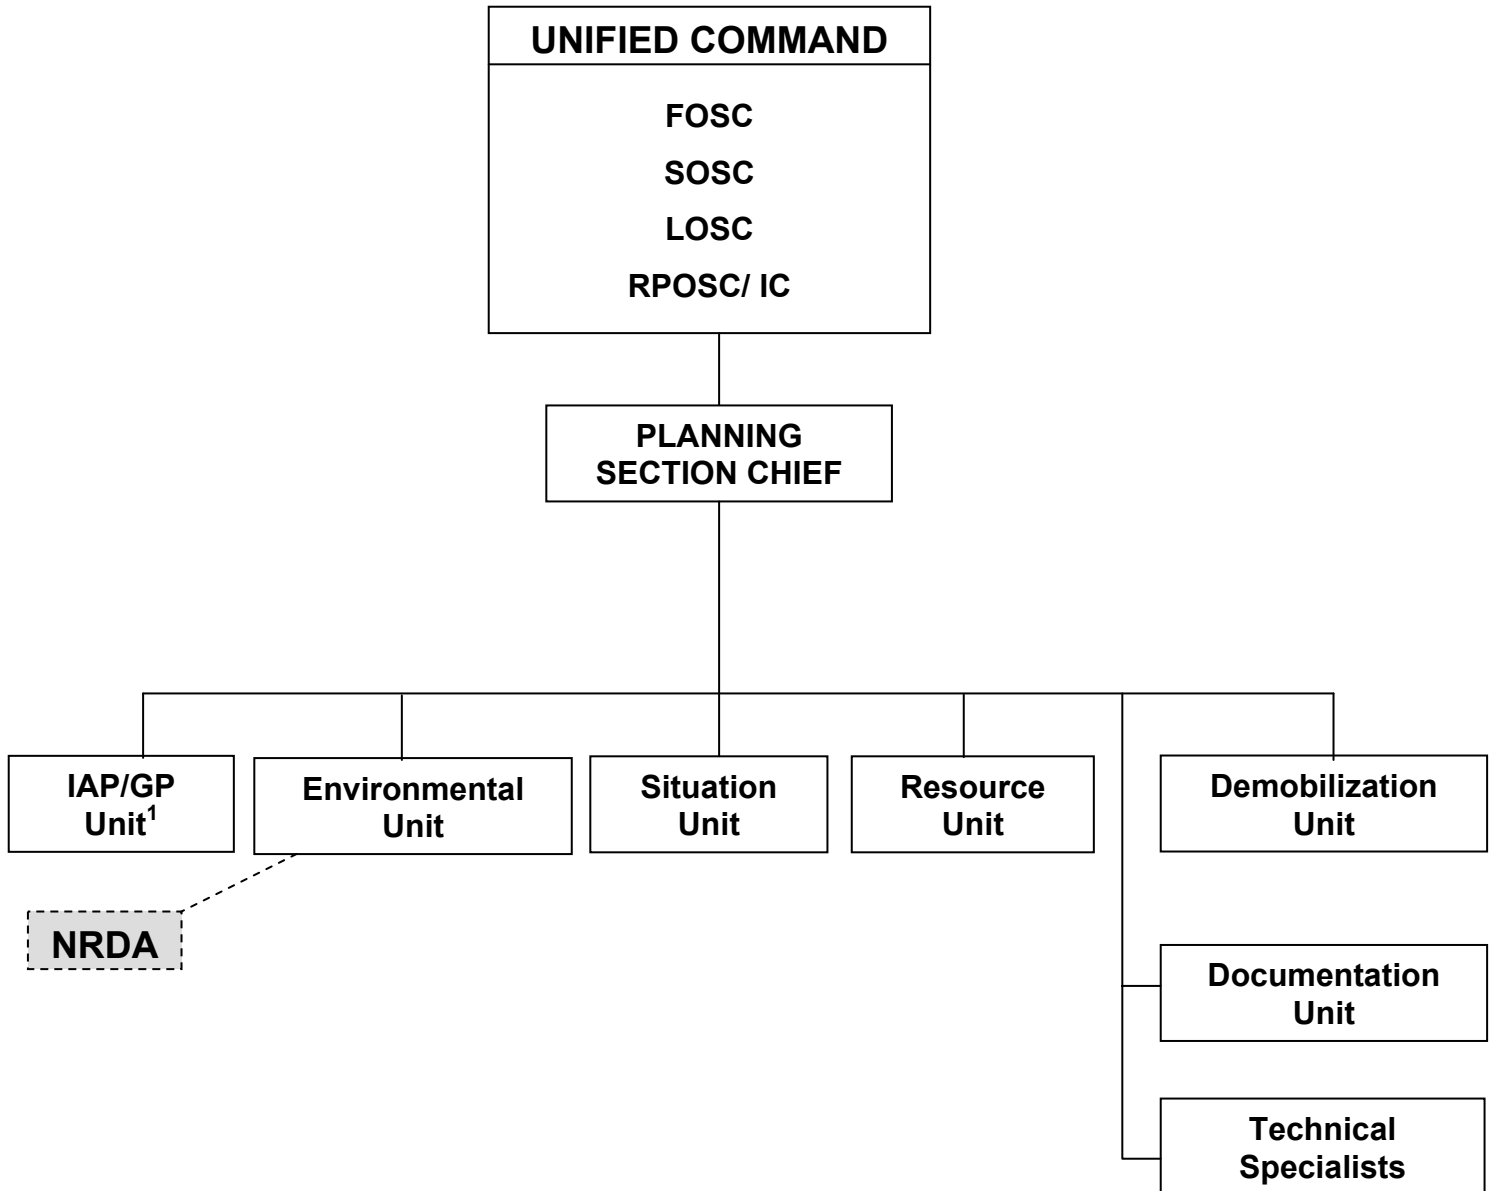 UNIFIED COMMAND
FOSC
SOSC
LOSC
RPOSC/ IC
PLANNING
SECTION CHIEF
IAP/GP
Unit¹
Environmental
Unit
Situation
Unit
Resource
Unit
Demobilization
Unit
NRDA
Documentation
Unit
Technical
Specialists